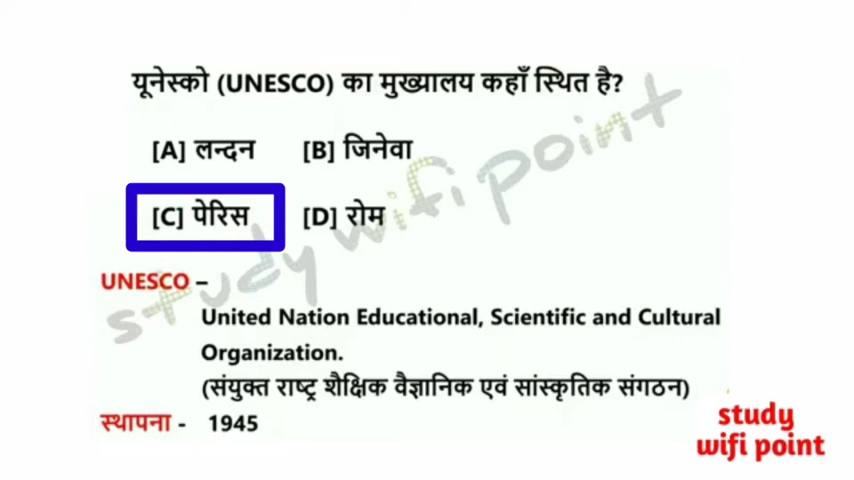 यूनेस्को (UNESCO) का मुख्यालय कहाँ स्थित है?
[A] लन्दन [B] जिनेवा
[C] पेरिस [D] रोम
UNESCO –
United Nation Educational, Scientific and Cultural
Organization.
(संयुक्त राष्ट्र शैक्षिक वैज्ञानिक एवं सांस्कृतिक संगठन)
स्थापना - 1945
study wifi point
study
wifi point